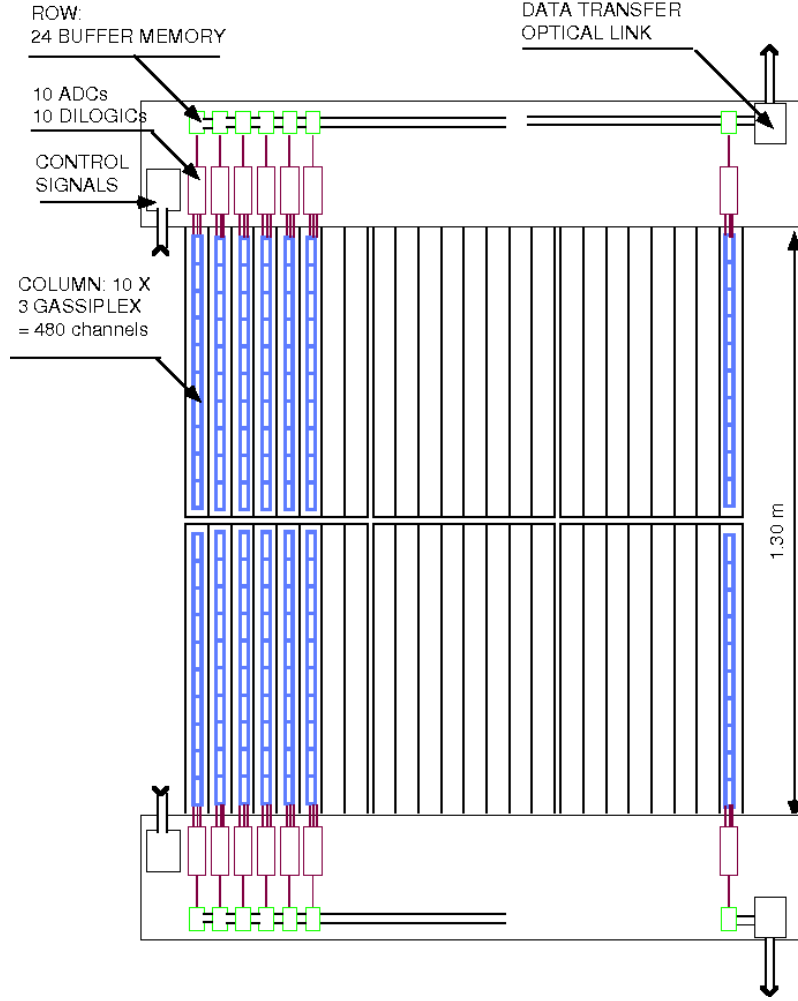 ROW:
24 BUFFER MEMORY
DATA TRANSFER
OPTICAL LINK
10 ADCs
10 DILOGICs
CONTROL
SIGNALS
COLUMN: 10 X
3 GASSIPLEX
= 480 channels
1.30 m